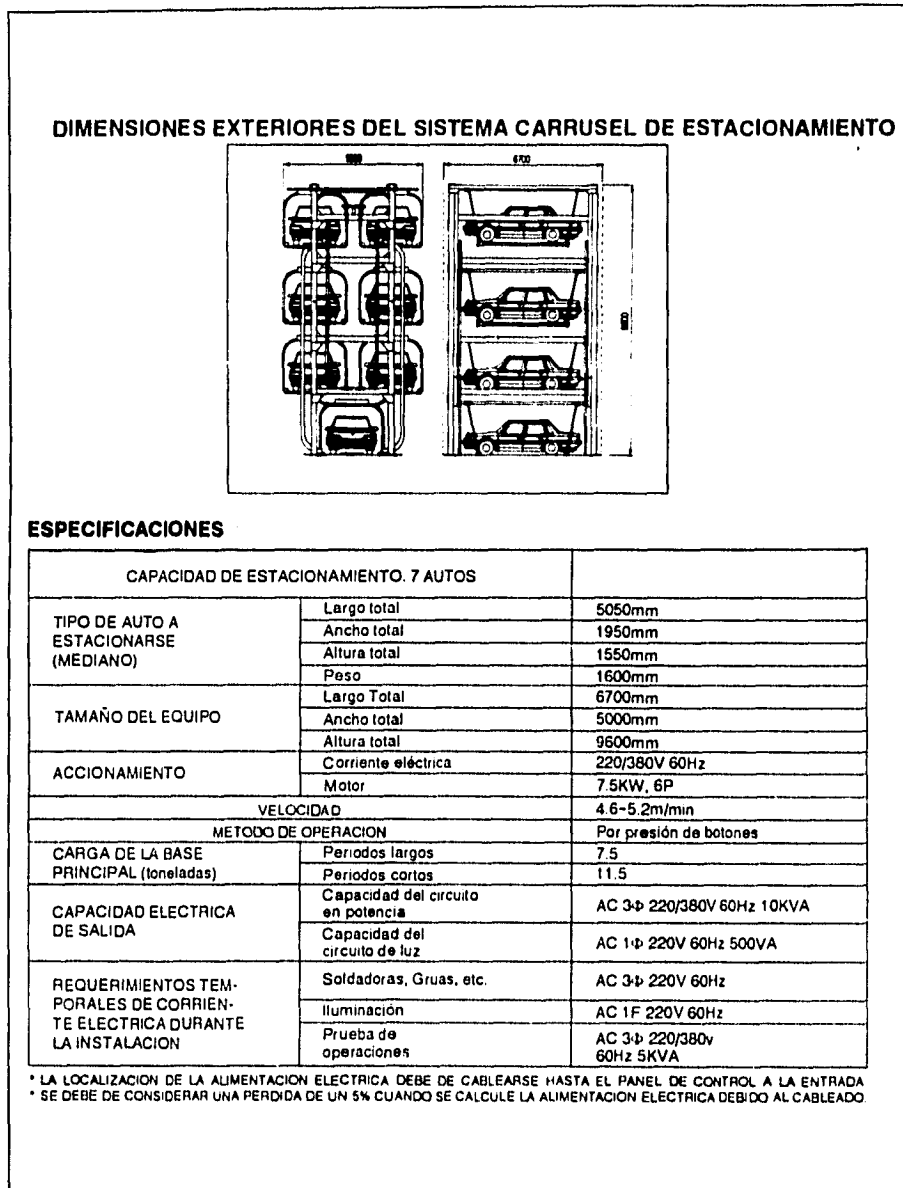 DIMENSIONES EXTERIORES DEL SISTEMA CARRUSEL DE ESTACIONAMIENTO
6700
ESPECIFICACIONES
CAPACIDAD DE ESTACIONAMIENTO. 7 AUTOS
TIPO DE AUTO A
ESTACIONARSE
(MEDIANO)
Largo total 5050mm
Ancho total 1950mm
Altura total 1550mm
Peso 1600mm
TAMAÑO DEL EQUIPO
Largo Total 6700mm
Ancho total 5000mm
Altura total 9600mm
ACCIONAMIENTO
Corriente eléctrica 220/380V 60Hz
Motor 7.5KW, 6P
VELOCIDAD 4.6~5.2m/min
METODO DE OPERACION Por presión de botones
CARGA DE LA BASE
PRINCIPAL (toneladas)
Periodos largos 7.5
Periodos cortos 11.5
CAPACIDAD ELECTRICA
DE SALIDA
Capacidad del circuito
en potencia
AC 3Φ 220/380V 60Hz 10KVA
Capacidad del
circuito de luz
AC 1Φ 220V 60Hz 500VA
REQUERIMIENTOS TEM-
PORALES DE CORRIEN-
TE ELECTRICA DURANTE
LA INSTALACION
Soldadoras, Gruas, etc. AC 3Φ 220V 60Hz
Iluminación AC 1F 220V 60Hz
Prueba de
operaciones
AC 3Φ 220/380v
60Hz 5KVA
* LA LOCALIZACION DE LA ALIMENTACION ELECTRICA DEBE DE CABLEARSE HASTA EL PANEL DE CONTROL A LA ENTRADA
* SE DEBE DE CONSIDERAR UNA PERDIDA DE UN 5% CUANDO SE CALCULE LA ALIMENTACION ELECTRICA DEBIDO AL CABLEADO.